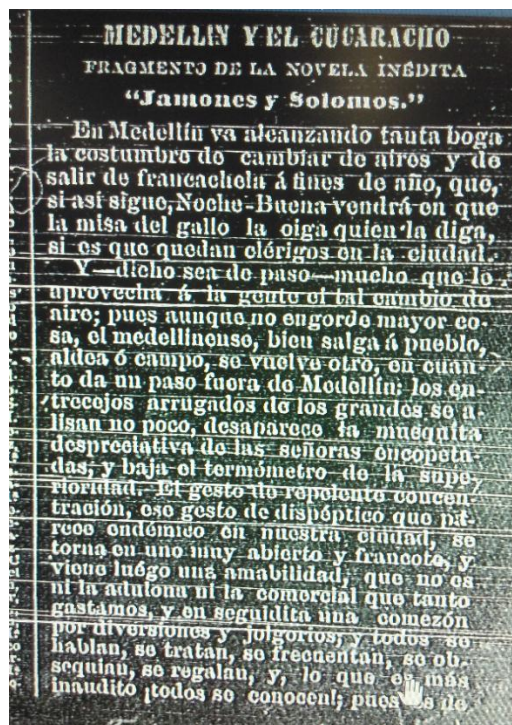 MEDELLIN Y EL CUCARACHO
FRAGMENTO DE LA NOVELA INÉDITA
“Jamones y Solomos.”
En Medellín va alcanzando tanta boga
la costumbre de cambiar de aires y de
salir de francachela á fines de año, que,
si así sigue, Noche-Buena vendrá en que
la misa del gallo la oiga quien la diga,
si es que quedan clérigos en la ciudad.
Y—dicho sea de paso—mucho que le
aprovecha á la gente el tal cambio de
aire; pues aunque no engorde mayor co-
sa, el medellinense, bien salga á pueblo,
aldea ó campo, se vuelve otro, en cuan-
to da un paso fuera de Medellín: los en-
trecejos arrugados de los grandes se a-
lisan no poco, desaparece la muequita
despreciativa de las señoras encopeta-
das, y baja el termómetro de la supe-
rioridad. El gesto de repelente concen-
tración, ese gesto de dispéptico que pa-
rece endémico en nuestra ciudad, se
torna en uno muy abierto y francote, y
viene luégo una amabilidad, que no es
ni la adulona ni la comercial que tanto
gastamos, y en seguidita una comezón
por diversiones y jolgorios, y todos se
hablan, se tratan, se frecuentan, se ob-
sequian, se regalan, y, lo que es más
inaudito ¡todos se conocen!; pues es de